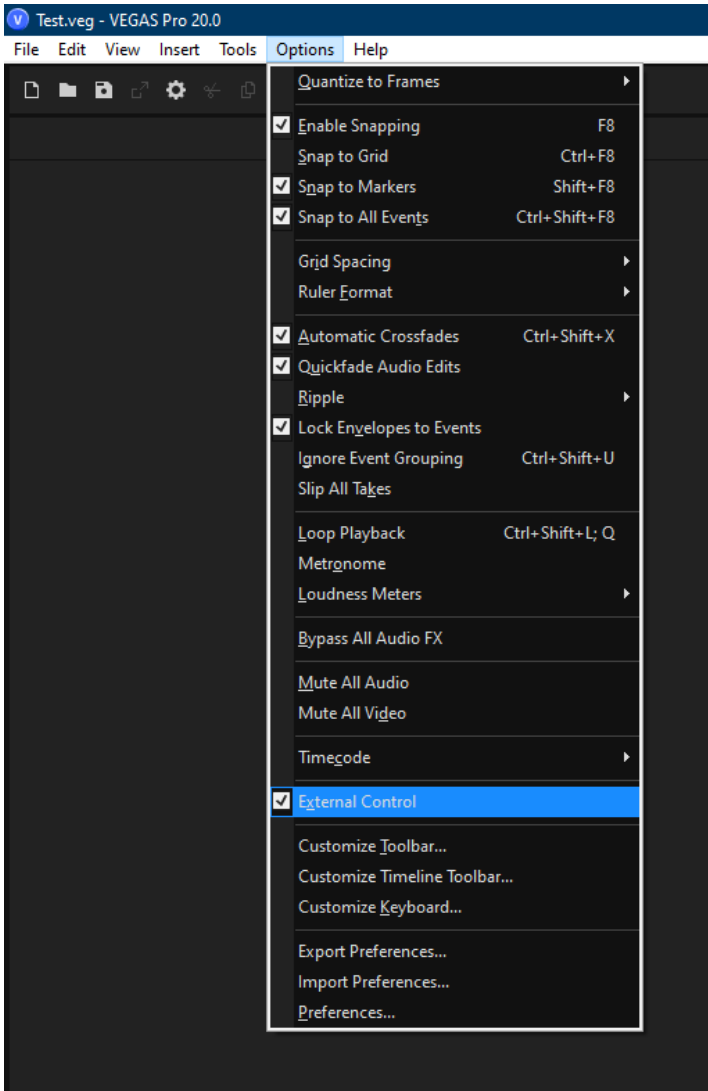 V Test.veg - VEGAS Pro 20.0
File Edit View Insert Tools Options Help
Quantize to Frames
Enable Snapping F8
Snap to Grid Ctrl+F8
Snap to Markers Shift+F8
Snap to All Events Ctrl+Shift+F8
Grid Spacing
Ruler Format
Automatic Crossfades Ctrl+Shift+X
Quickfade Audio Edits
Ripple
Lock Envelopes to Events
Ignore Event Grouping Ctrl+Shift+U
Slip All Takes
Loop Playback Ctrl+Shift+L; Q
Metronome
Loudness Meters
Bypass All Audio FX
Mute All Audio
Mute All Video
Timecode
External Control
Customize Toolbar...
Customize Timeline Toolbar...
Customize Keyboard...
Export Preferences...
Import Preferences...
Preferences...